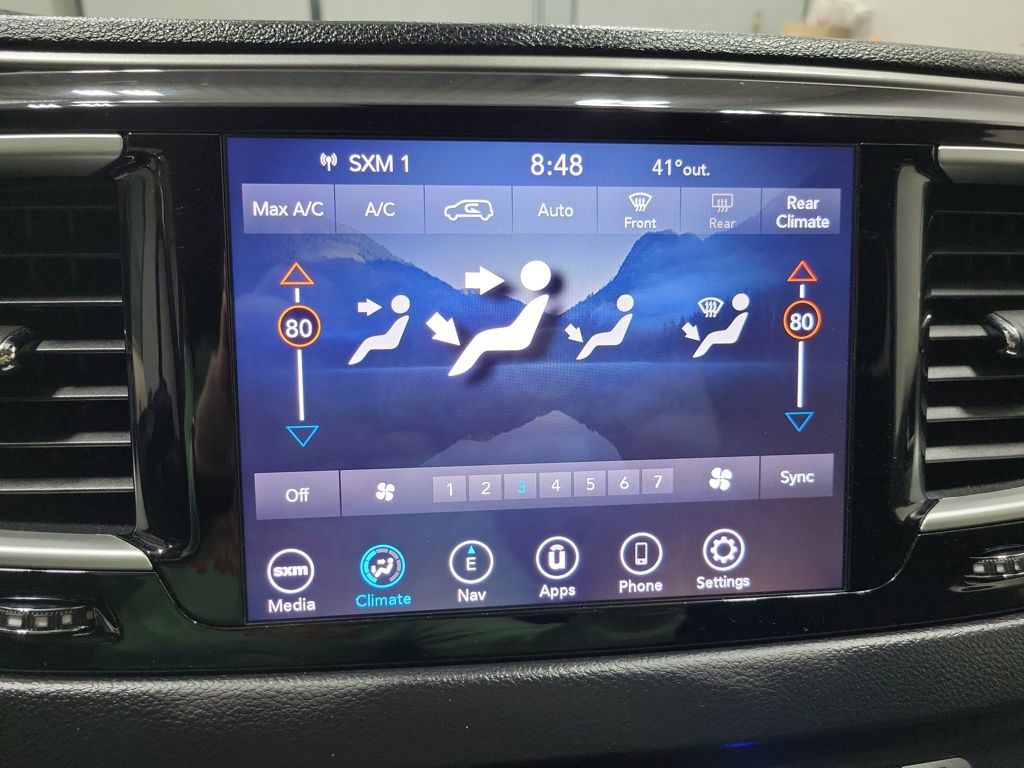 SXM 1 8:48 41° out.
Max A/C A/C Auto Front Rear Rear Climate
80 80
Off 1 2 3 4 5 6 7 Sync
sxm E
Media Climate Nav Apps Phone Settings